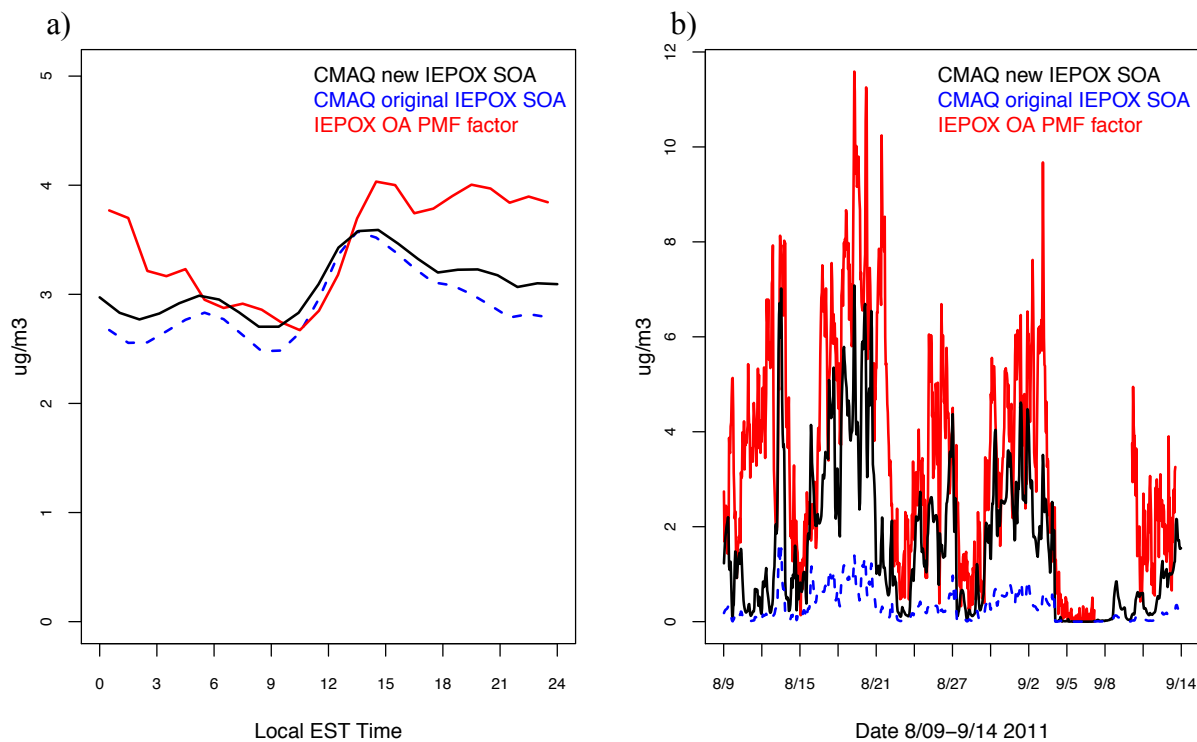 a)
CMAQ new IEPOX SOA
CMAQ original IEPOX SOA
IEPOX OA PMF factor
ug/m3
5
4
3
2
1
0
0 3 6 9 12 15 18 21 24
Local EST Time
b)
CMAQ new IEPOX SOA
CMAQ original IEPOX SOA
IEPOX OA PMF factor
ug/m3
12
10
8
6
4
2
0
8/9 8/15 8/21 8/27 9/2 9/5 9/8 9/14
Date 8/09−9/14 2011